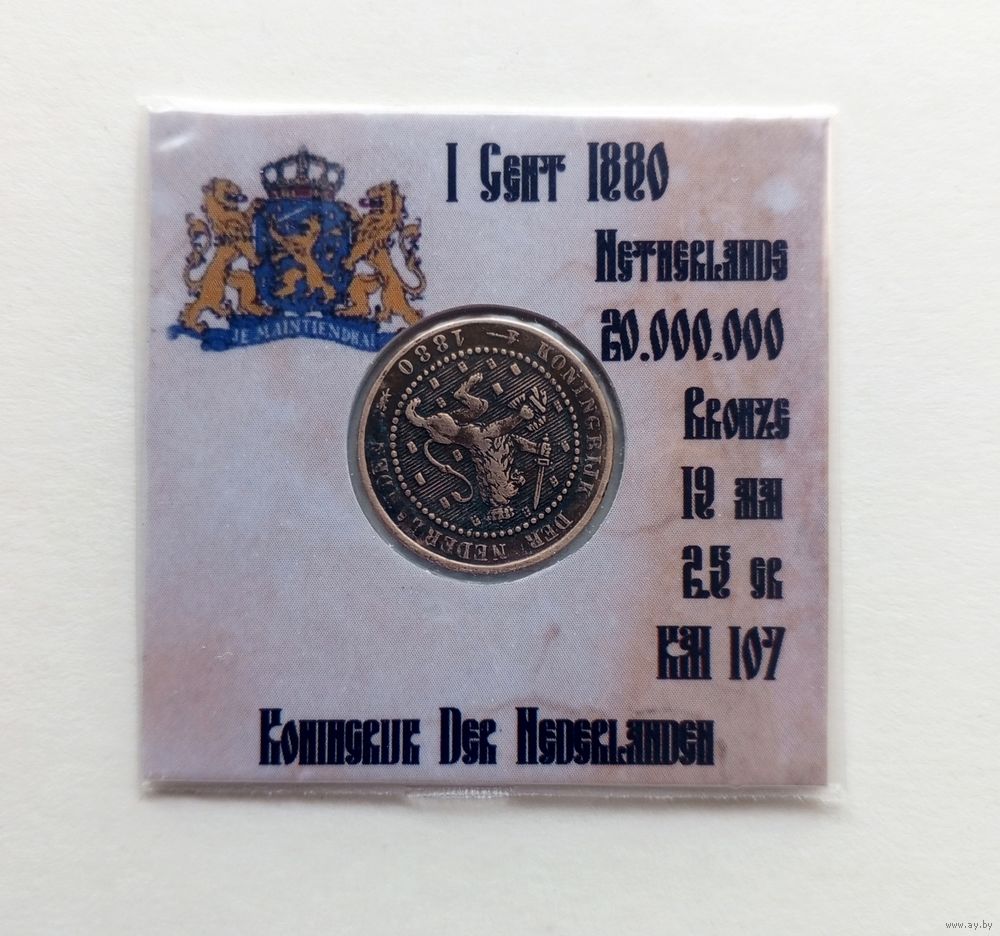 1 Cent 1880
JE MAINTIENDRAI
Netherlands
20.000.000
Bronze
19 mm
2,5 gr
KM 107
KONINGRIJK DER NEDERLANDEN
1880
Koningrijk Der Nederlanden
www.ay.by